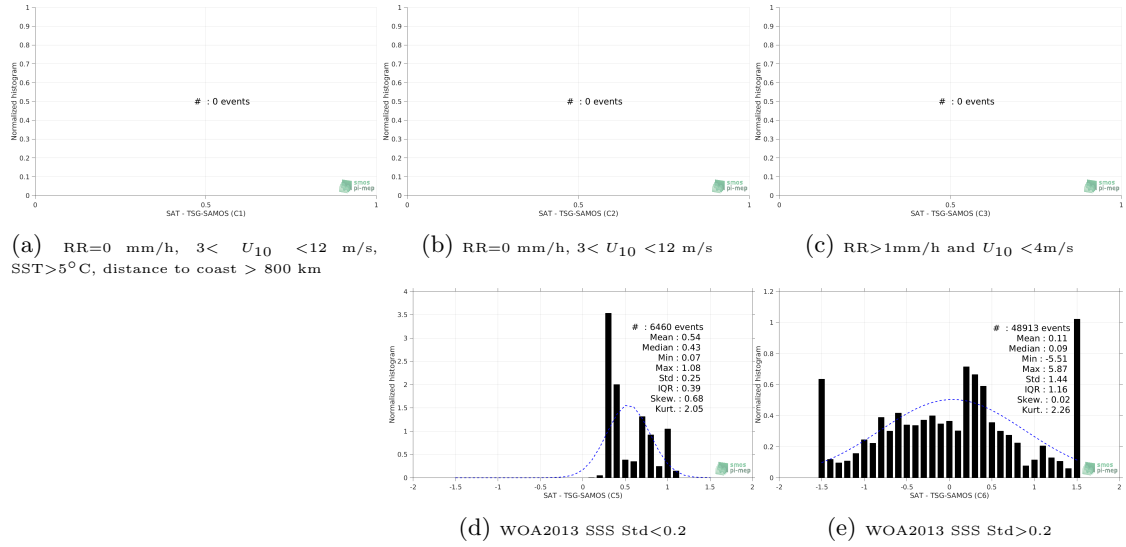 1
0.9
0.8
0.7
0.6
0.5
0.4
0.3
0.2
0.1
0
Normalized histogram
# : 0 events
smos
pi-mep
0 0.5 1
SAT - TSG-SAMOS (C1)
1
0.9
0.8
0.7
0.6
0.5
0.4
0.3
0.2
0.1
0
Normalized histogram
# : 0 events
smos
pi-mep
0 0.5 1
SAT - TSG-SAMOS (C2)
1
0.9
0.8
0.7
0.6
0.5
0.4
0.3
0.2
0.1
0
Normalized histogram
# : 0 events
smos
pi-mep
0 0.5 1
SAT - TSG-SAMOS (C3)
(a) RR=0 mm/h, 3< U10 <12 m/s,
SST>5°C, distance to coast > 800 km
(b) RR=0 mm/h, 3< U10 <12 m/s
(c) RR>1mm/h and U10 <4m/s
4
3.5
3
2.5
2
1.5
1
0.5
0
Normalized histogram
# : 6460 events
Mean : 0.54
Median : 0.43
Min : 0.07
Max : 1.08
Std : 0.25
IQR : 0.39
Skew. : 0.68
Kurt. : 2.05
smos
pi-mep
-2 -1.5 -1 -0.5 0 0.5 1 1.5 2
SAT - TSG-SAMOS (C5)
1.2
1
0.8
0.6
0.4
0.2
0
Normalized histogram
# : 48913 events
Mean : 0.11
Median : 0.09
Min : -5.51
Max : 5.87
Std : 1.44
IQR : 1.16
Skew. : 0.02
Kurt. : 2.26
smos
pi-mep
-2 -1.5 -1 -0.5 0 0.5 1 1.5 2
SAT - TSG-SAMOS (C6)
(d) WOA2013 SSS Std<0.2
(e) WOA2013 SSS Std>0.2